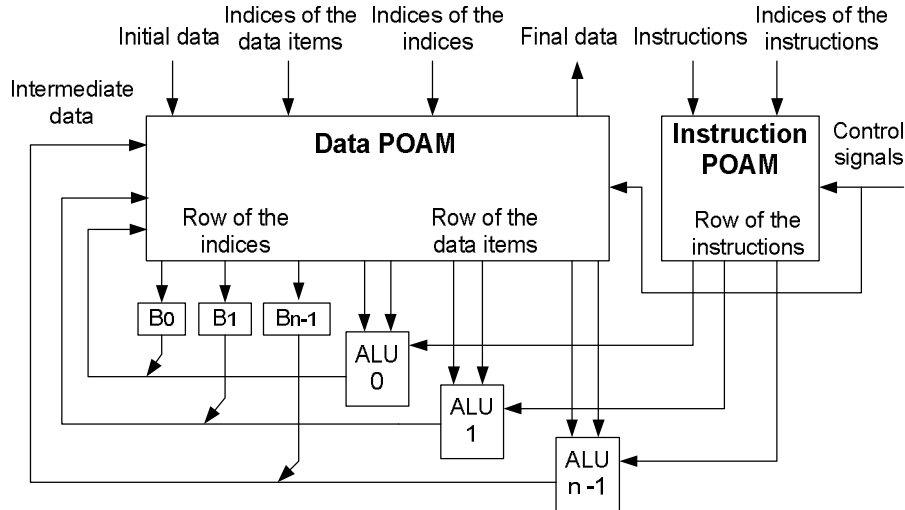 Initial data
Indices of the
data items
Indices of
the
indices
Final data
Instructions
Indices of the
instructions
Intermediate
data
Data POAM
Instruction
POAM
Control
signals
Row of the
indices
Row of the
data items
Row of the
instructions
B0
B1
Bn-1
ALU
0
ALU
1
ALU
n-1